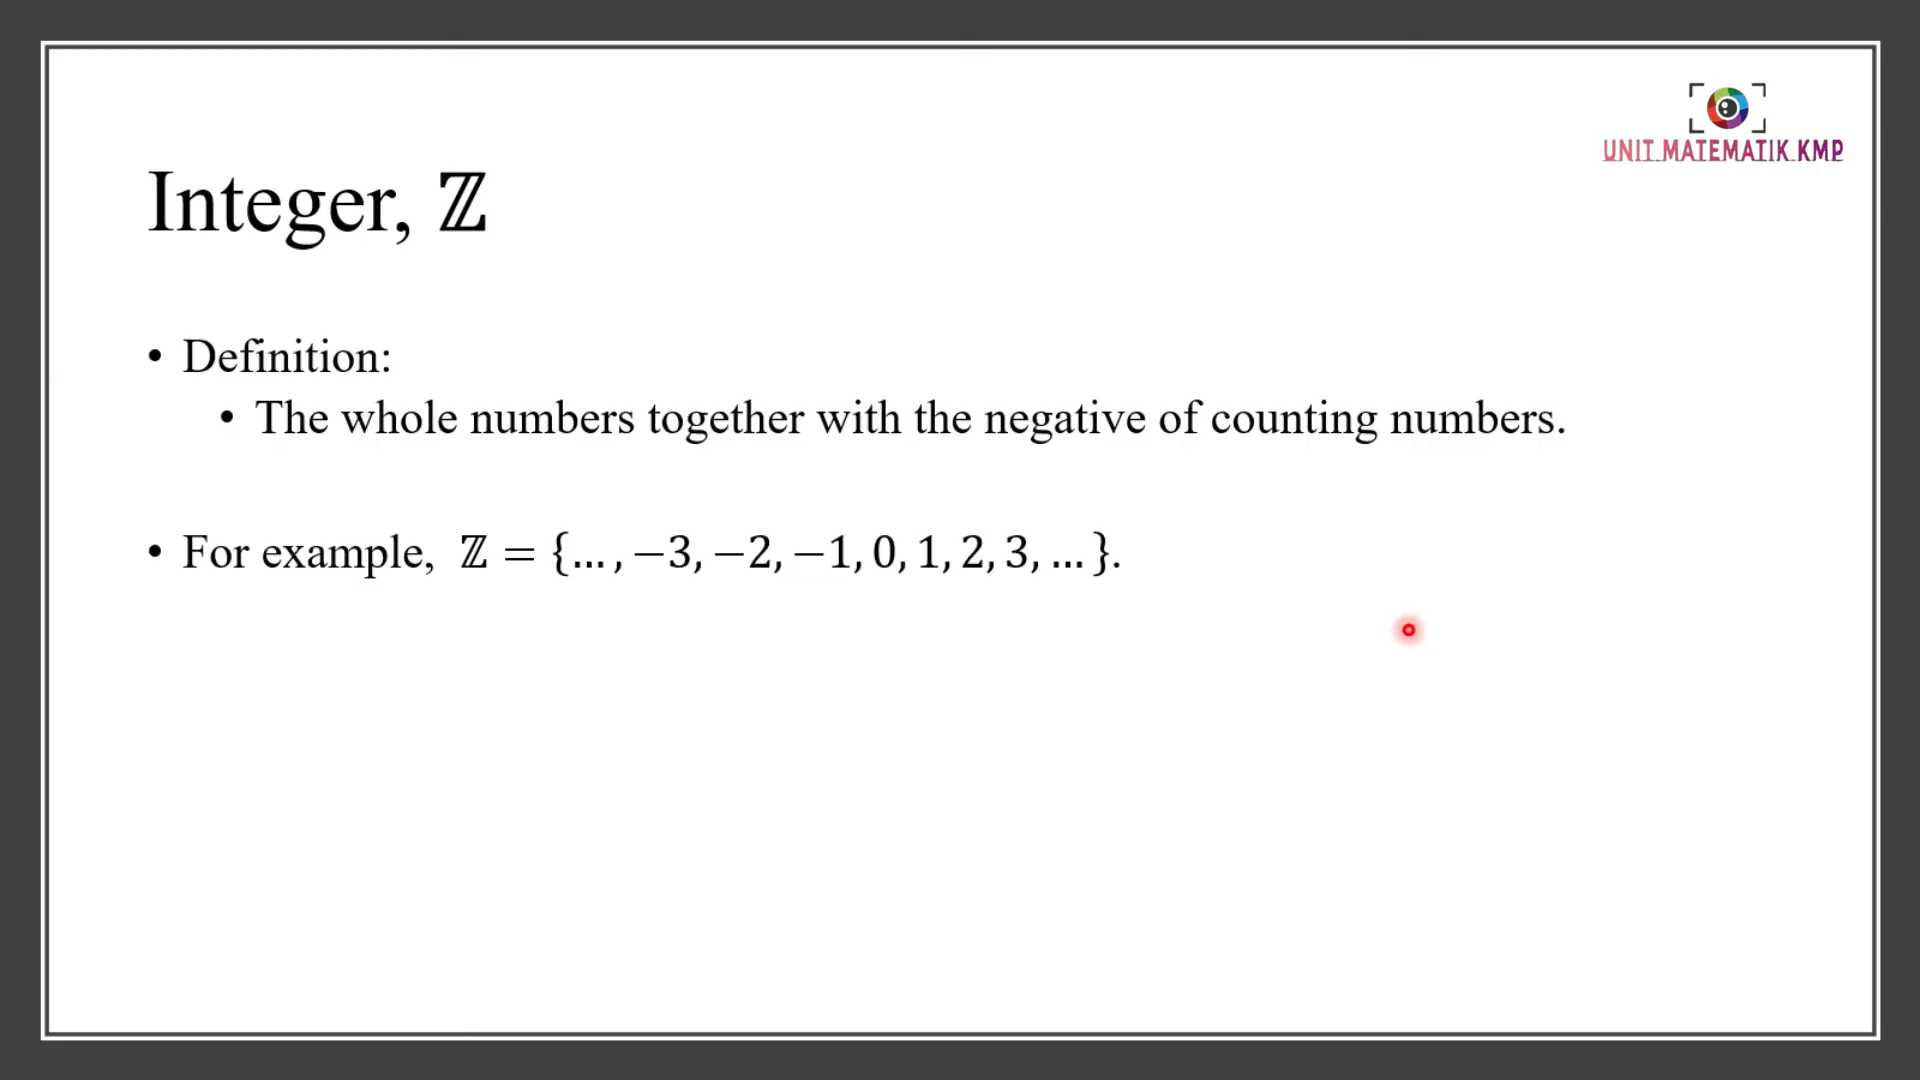 UNIT.MATEMATIK.KMP
Integer, ℤ
• Definition:
• The whole numbers together with the negative of counting numbers.
• For example, ℤ = {… , −3, −2, −1, 0, 1, 2, 3, … }.